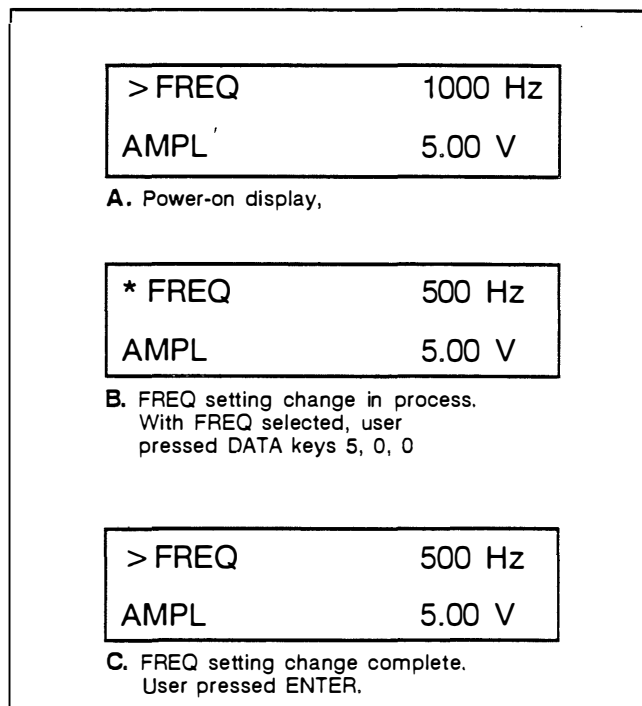 >FREQ 1000 Hz
AMPL 5.00 V
A. Power-on display,
* FREQ 500 Hz
AMPL 5.00 V
B. FREQ setting change in process.
With FREQ selected, user
pressed DATA keys 5, 0, 0
>FREQ 500 Hz
AMPL 5.00 V
C. FREQ setting change complete.
User pressed ENTER.